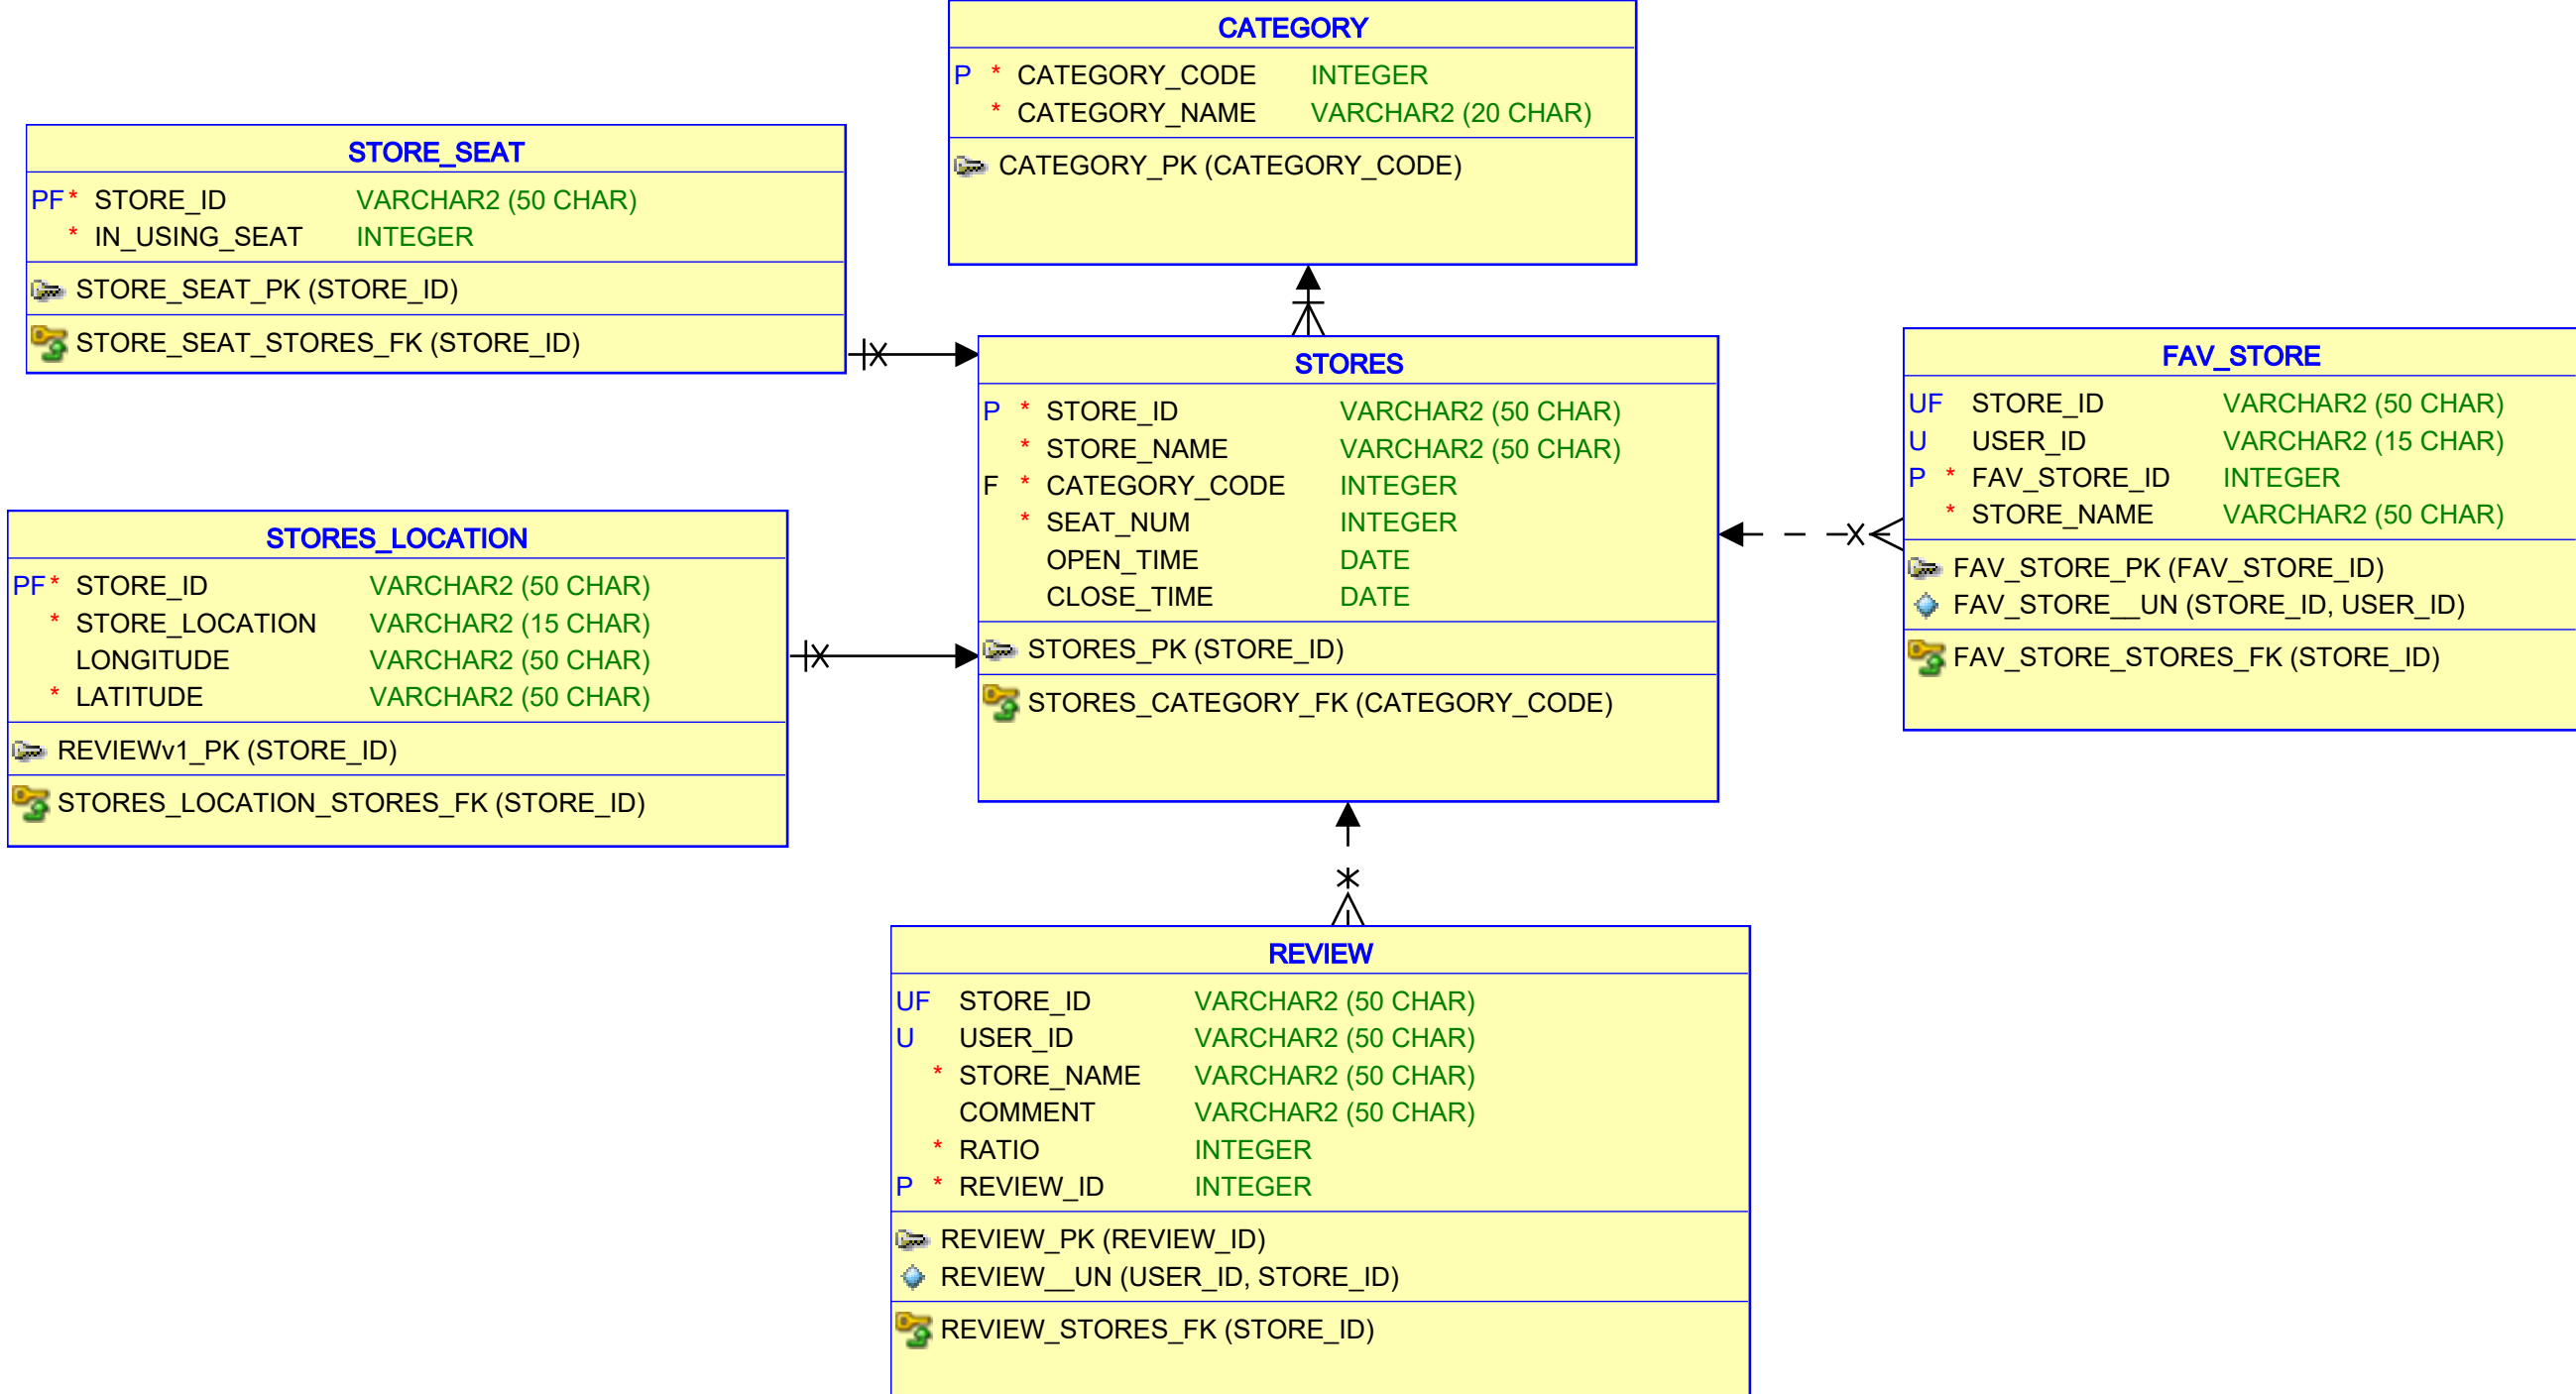 CATEGORY
P * CATEGORY_CODE INTEGER
* CATEGORY_NAME VARCHAR2 (20 CHAR)
CATEGORY_PK (CATEGORY_CODE)
STORE_SEAT
PF * STORE_ID VARCHAR2 (50 CHAR)
* IN_USING_SEAT INTEGER
STORE_SEAT_PK (STORE_ID)
STORE_SEAT_STORES_FK (STORE_ID)
STORES
P * STORE_ID VARCHAR2 (50 CHAR)
* STORE_NAME VARCHAR2 (50 CHAR)
F * CATEGORY_CODE INTEGER
* SEAT_NUM INTEGER
OPEN_TIME DATE
CLOSE_TIME DATE
STORES_PK (STORE_ID)
STORES_CATEGORY_FK (CATEGORY_CODE)
FAV_STORE
UF STORE_ID VARCHAR2 (50 CHAR)
U USER_ID VARCHAR2 (15 CHAR)
P * FAV_STORE_ID INTEGER
* STORE_NAME VARCHAR2 (50 CHAR)
FAV_STORE_PK (FAV_STORE_ID)
FAV_STORE__UN (STORE_ID, USER_ID)
FAV_STORE_STORES_FK (STORE_ID)
STORES_LOCATION
PF * STORE_ID VARCHAR2 (50 CHAR)
* STORE_LOCATION VARCHAR2 (15 CHAR)
LONGITUDE VARCHAR2 (50 CHAR)
* LATITUDE VARCHAR2 (50 CHAR)
REVIEWv1_PK (STORE_ID)
STORES_LOCATION_STORES_FK (STORE_ID)
REVIEW
UF STORE_ID VARCHAR2 (50 CHAR)
U USER_ID VARCHAR2 (50 CHAR)
* STORE_NAME VARCHAR2 (50 CHAR)
COMMENT VARCHAR2 (50 CHAR)
* RATIO INTEGER
P * REVIEW_ID INTEGER
REVIEW_PK (REVIEW_ID)
REVIEW__UN (USER_ID, STORE_ID)
REVIEW_STORES_FK (STORE_ID)